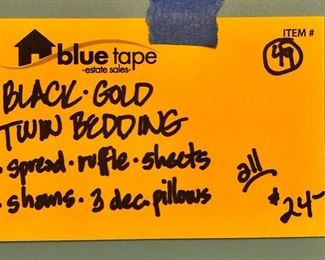 blue tape
-estate sales-
ITEM #
49
BLACK • GOLD
TWIN BEDDING
• spread • ruffle • sheets
• shams • 3 dec. pillows
all
$24-